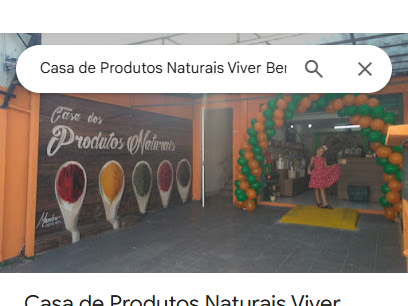 Casa de Produtos Naturais Viver Ber
Casa dos
Produtos Naturais
Casa de Produtos Naturais Viver